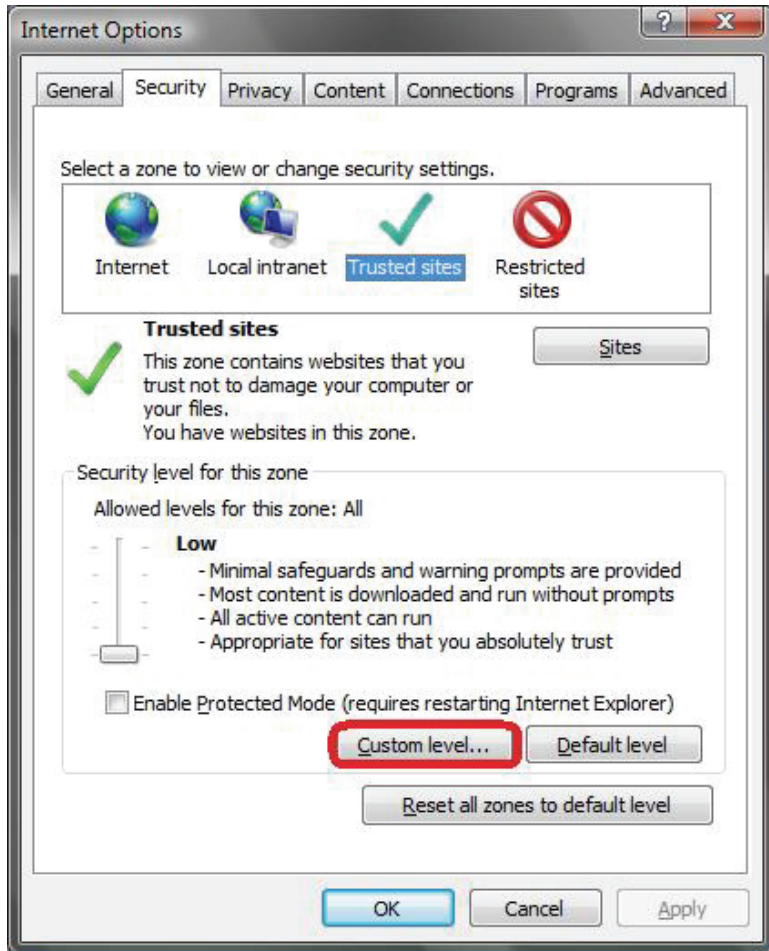 Internet Options
?
X
General Security Privacy Content Connections Programs Advanced
Select a zone to view or change security settings.
Internet Local intranet Trusted sites Restricted
sites
Trusted sites
Sites
This zone contains websites that you
trust not to damage your computer or
your files.
You have websites in this zone.
Security level for this zone
Allowed levels for this zone: All
Low
- Minimal safeguards and warning prompts are provided
- Most content is downloaded and run without prompts
- All active content can run
- Appropriate for sites that you absolutely trust
Enable Protected Mode (requires restarting Internet Explorer)
Custom level... Default level
Reset all zones to default level
OK Cancel Apply